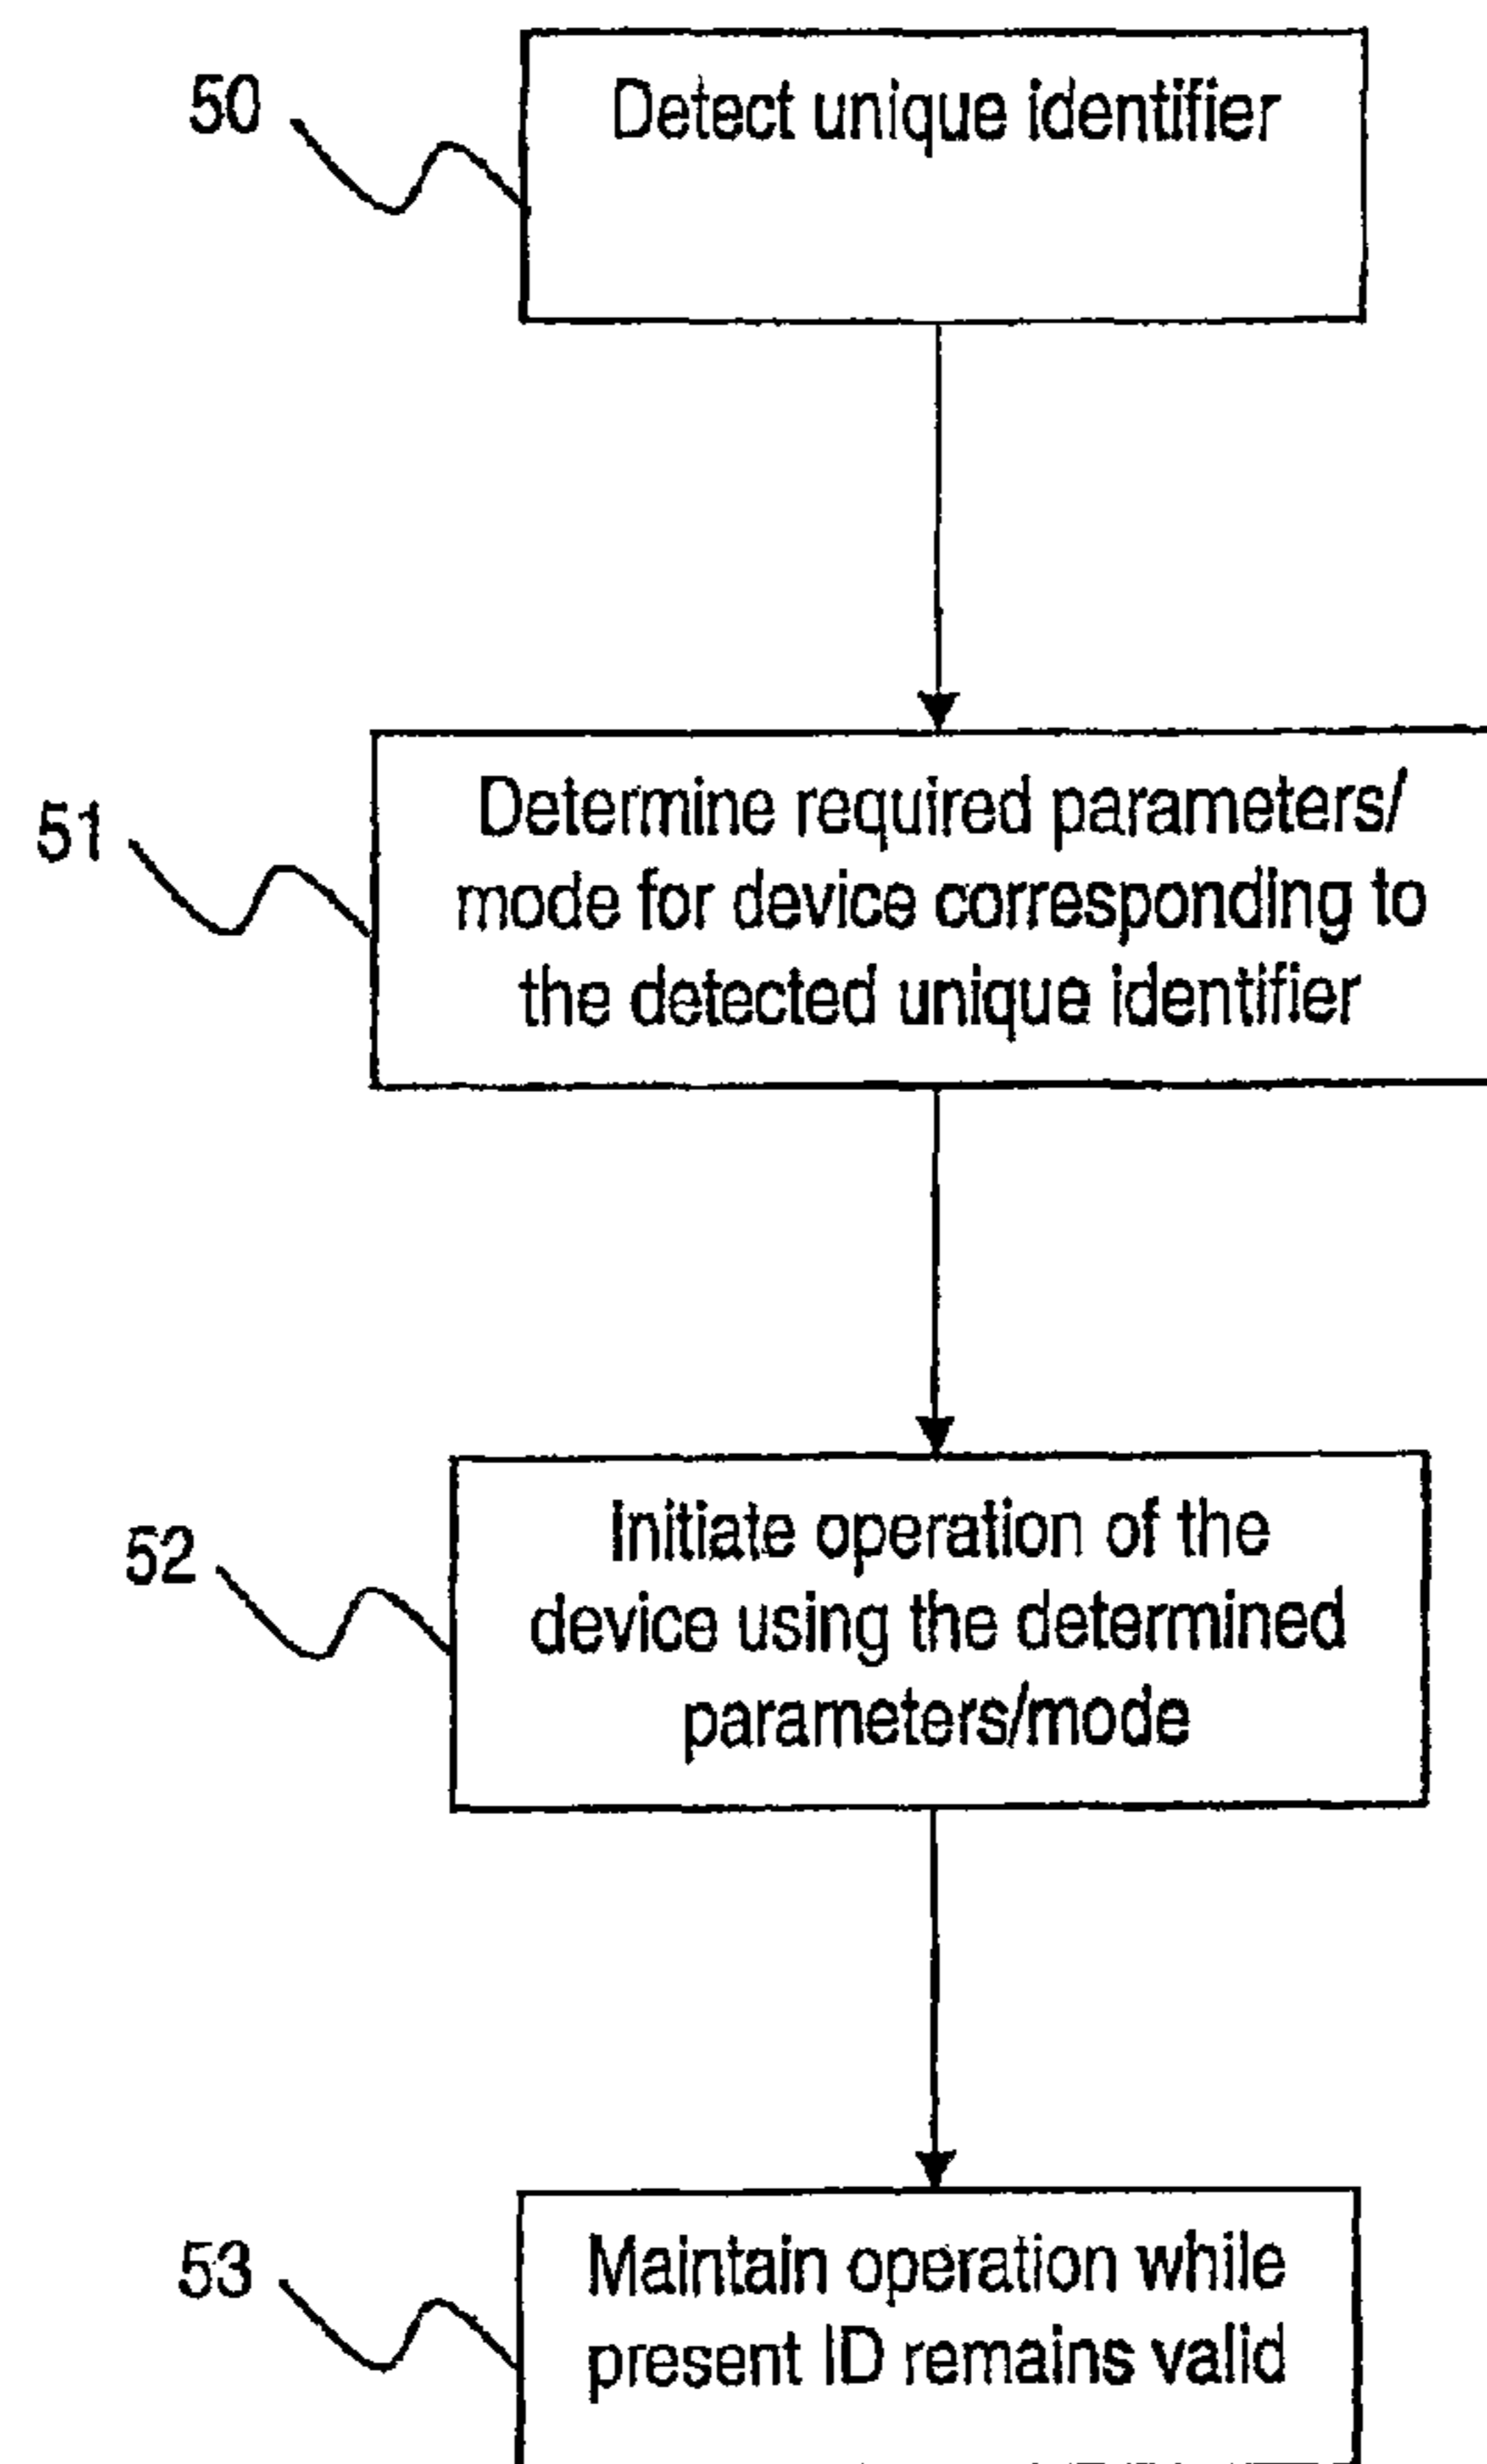 50
Detect unique identifier
51
Determine required parameters/
mode for device corresponding to
the detected unique identifier
52
Initiate operation of the
device using the determined
parameters/mode
53
Maintain operation while
present ID remains valid